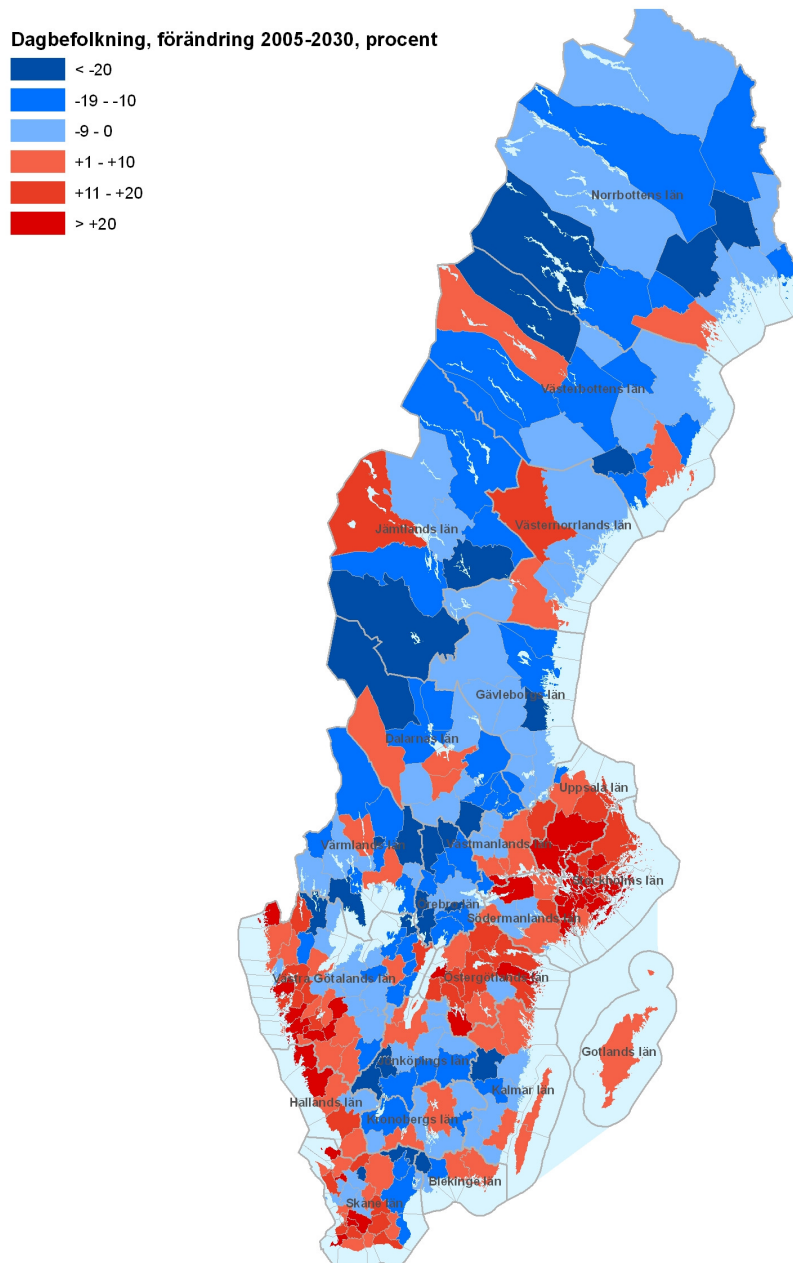 Dagbefolkning, förändring 2005-2030, procent
< -20
-19 - -10
-9 - 0
+1 - +10
+11 - +20
> +20
Norrbottens län
Västerbottens län
Jämtlands län
Västernorrlands län
Gävleborgs län
Dalarnas län
Uppsala län
Värmlands län
Västmanlands län
Stockholms län
Örebro län
Södermanlands län
Västra Götalands län
Östergötlands län
Gotlands län
Jönköpings län
Kalmar län
Hallands län
Kronobergs län
Blekinge län
Skåne län